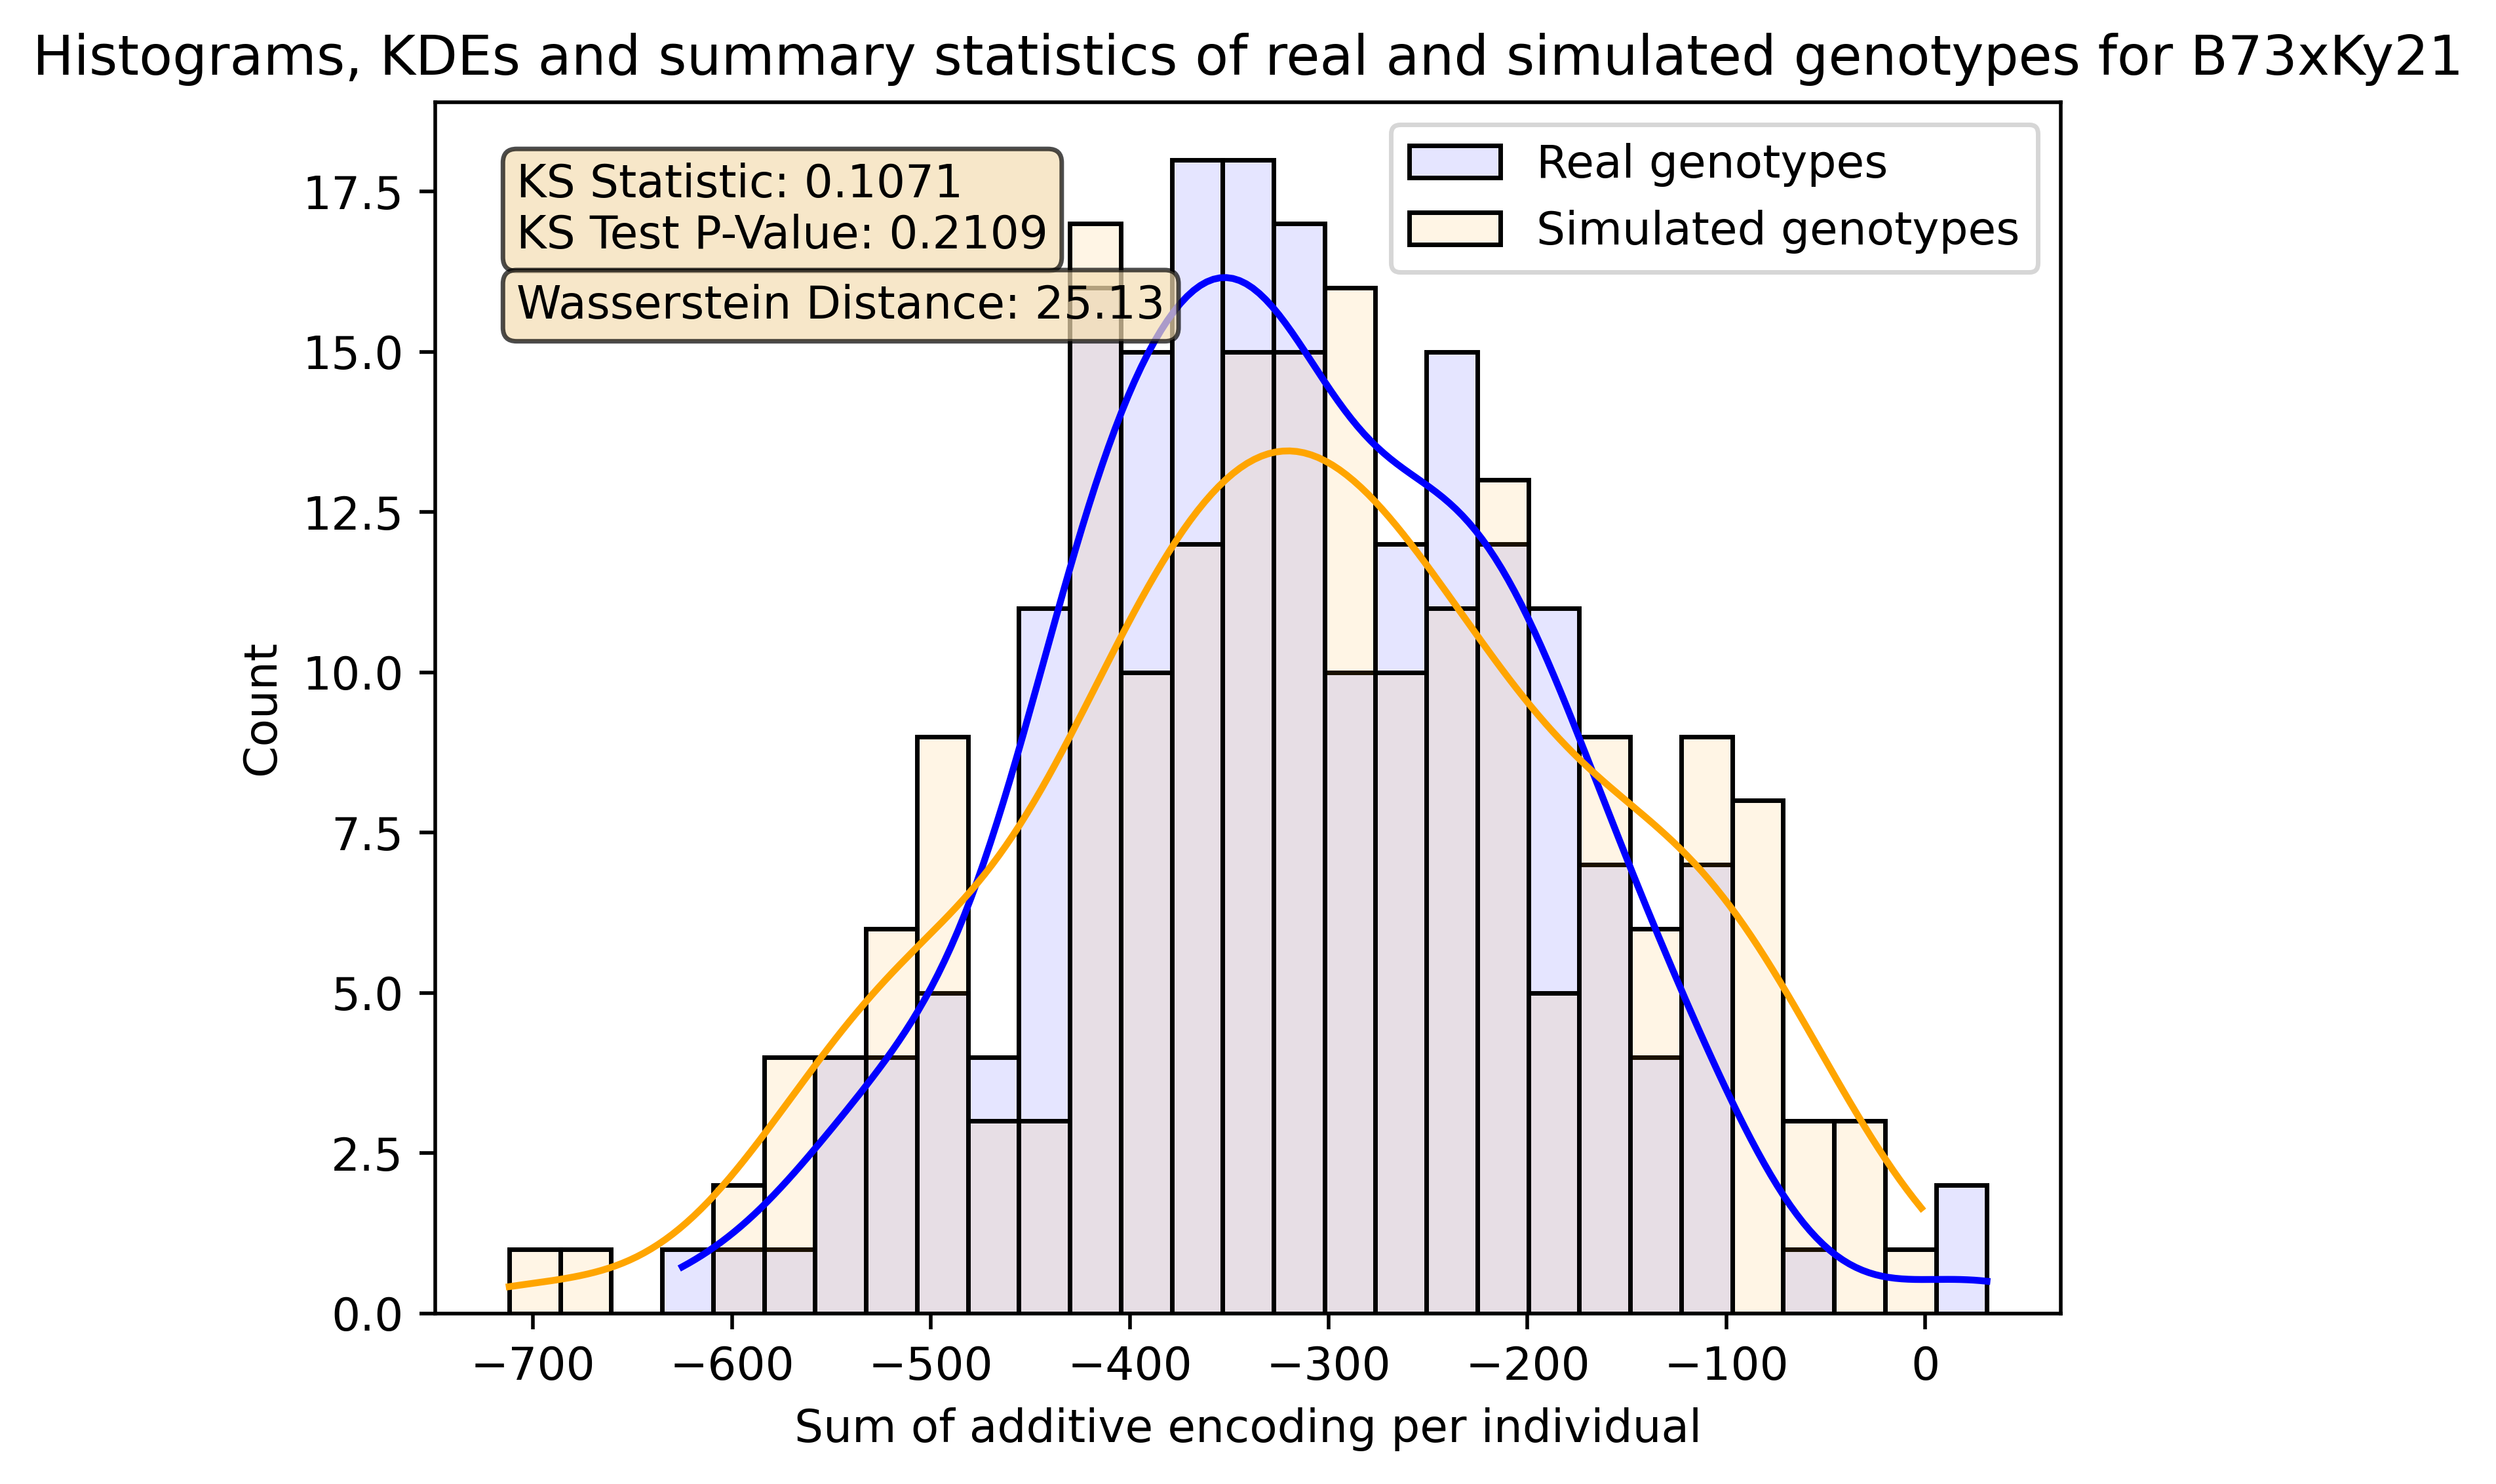 Histograms, KDEs and summary statistics of real and simulated genotypes for B73xKy21
KS Statistic: 0.1071
KS Test P-Value: 0.2109
Wasserstein Distance: 25.13
Real genotypes
Simulated genotypes
17.5
15.0
12.5
10.0
7.5
5.0
2.5
0.0
Count
−700 −600 −500 −400 −300 −200 −100 0
Sum of additive encoding per individual